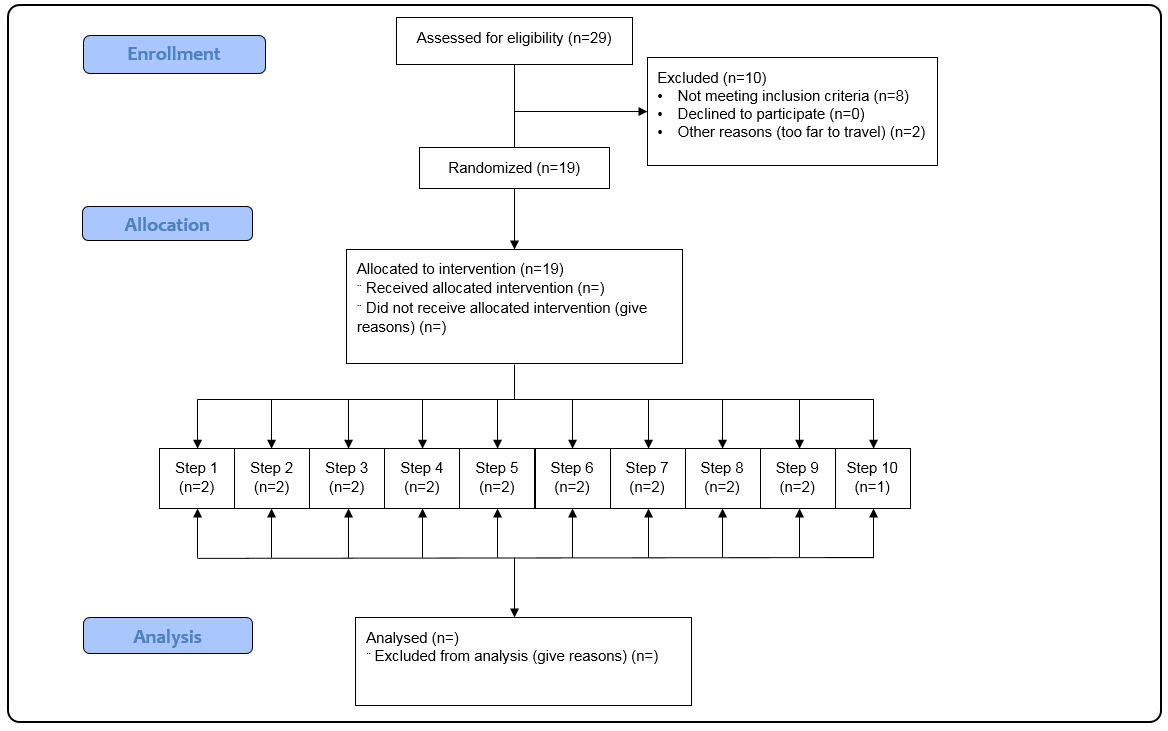 Enrollment
Assessed for eligibility (n=29)
Excluded (n=10)
• Not meeting inclusion criteria (n=8)
• Declined to participate (n=0)
• Other reasons (too far to travel) (n=2)
Randomized (n=19)
Allocation
Allocated to intervention (n=19)
¨ Received allocated intervention (n=)
¨ Did not receive allocated intervention (give
reasons) (n=)
Step 1
(n=2)
Step 2
(n=2)
Step 3
(n=2)
Step 4
(n=2)
Step 5
(n=2)
Step 6
(n=2)
Step 7
(n=2)
Step 8
(n=2)
Step 9
(n=2)
Step 10
(n=1)
Analysis
Analysed (n=)
¨ Excluded from analysis (give reasons) (n=)